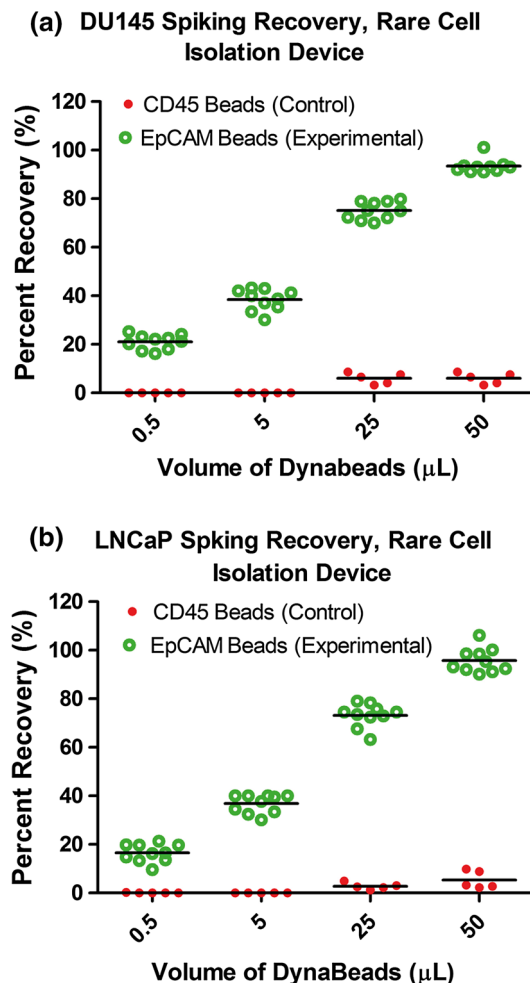 (a) DU145 Spiking Recovery, Rare Cell
Isolation Device
120
100
80
60
40
20
0
Percent Recovery (%)
CD45 Beads (Control)
EpCAM Beads (Experimental)
0.5
5
25
50
Volume of Dynabeads (μL)
(b) LNCaP Spking Recovery, Rare Cell
Isolation Device
120
100
80
60
40
20
0
Percent Recovery (%)
CD45 Beads (Control)
EpCAM Beads (Experimental)
0.5
5
25
50
Volume of DynaBeads (μL)